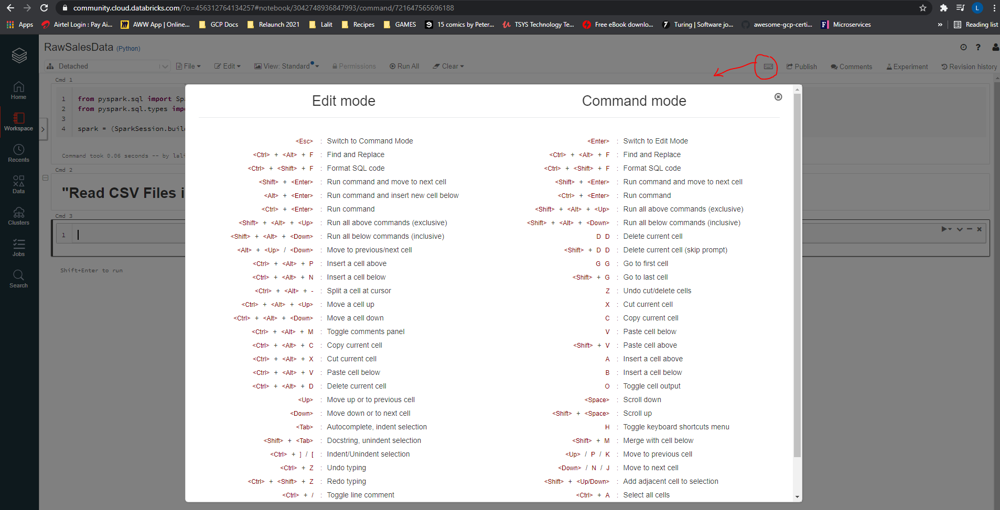 community.cloud.databricks.com/?o=456312764134257#notebook/3042748936847993/command/721647565696188
L
Apps Airtel Login : Pay Ai... AWW App | Online... GCP Docs Relaunch 2021 Lalit Recipes GAMES 15 comics by Peter... TSYS Technology Te... Free eBook downlo... Turing | Software jo... awesome-gcp-certi... Microservices » Reading list
RawSalesData (Python)
Detached File Edit View: Standard Permissions Run All Clear Publish Comments Experiment Revision history
Home
Workspace
Recents
Data
Clusters
Jobs
Search
Cmd 1
1 from pyspark.sql import Spa
2 from pyspark.sql.types impor
3
4 spark = (SparkSession.build
Command took 0.06 seconds -- by lali
Cmd 2
"Read CSV Files i
Cmd 3
1
Shift+Enter to run
Edit mode
<Esc> : Switch to Command Mode
<Ctrl> + <Alt> + F : Find and Replace
<Ctrl> + <Shift> + F : Format SQL code
<Shift> + <Enter> : Run command and move to next cell
<Alt> + <Enter> : Run command and insert new cell below
<Ctrl> + <Enter> : Run command
<Shift> + <Alt> + <Up> : Run all above commands (exclusive)
<Shift> + <Alt> + <Down> : Run all below commands (inclusive)
<Alt> + <Up> / <Down> : Move to previous/next cell
<Ctrl> + <Alt> + P : Insert a cell above
<Ctrl> + <Alt> + N : Insert a cell below
<Ctrl> + <Alt> + - : Split a cell at cursor
<Ctrl> + <Alt> + <Up> : Move a cell up
<Ctrl> + <Alt> + <Down> : Move a cell down
<Ctrl> + <Alt> + M : Toggle comments panel
<Ctrl> + <Alt> + C : Copy current cell
<Ctrl> + <Alt> + X : Cut current cell
<Ctrl> + <Alt> + V : Paste cell below
<Ctrl> + <Alt> + D : Delete current cell
<Up> : Move up or to previous cell
<Down> : Move down or to next cell
<Tab> : Autocomplete, indent selection
<Shift> + <Tab> : Docstring, unindent selection
<Ctrl> + ] / [ : Indent/Unindent selection
<Ctrl> + Z : Undo typing
<Ctrl> + <Shift> + Z : Redo typing
<Ctrl> + / : Toggle line comment
Command mode
<Enter> : Switch to Edit Mode
<Ctrl> + <Alt> + F : Find and Replace
<Ctrl> + <Shift> + F : Format SQL code
<Shift> + <Enter> : Run command and move to next cell
<Ctrl> + <Enter> : Run command
<Shift> + <Alt> + <Up> : Run all above commands (exclusive)
<Shift> + <Alt> + <Down> : Run all below commands (inclusive)
D D : Delete current cell
<Shift> + D D : Delete current cell (skip prompt)
G G : Go to first cell
<Shift> + G : Go to last cell
Z : Undo cut/delete cells
X : Cut current cell
C : Copy current cell
V : Paste cell below
<Shift> + V : Paste cell above
A : Insert a cell above
B : Insert a cell below
O : Toggle cell output
<Space> : Scroll down
<Shift> + <Space> : Scroll up
H : Toggle keyboard shortcuts menu
<Shift> + M : Merge with cell below
<Up> / P / K : Move to previous cell
<Down> / N / J : Move to next cell
<Shift> + <Up/Down> : Add adjacent cell to selection
<Ctrl> + A : Select all cells